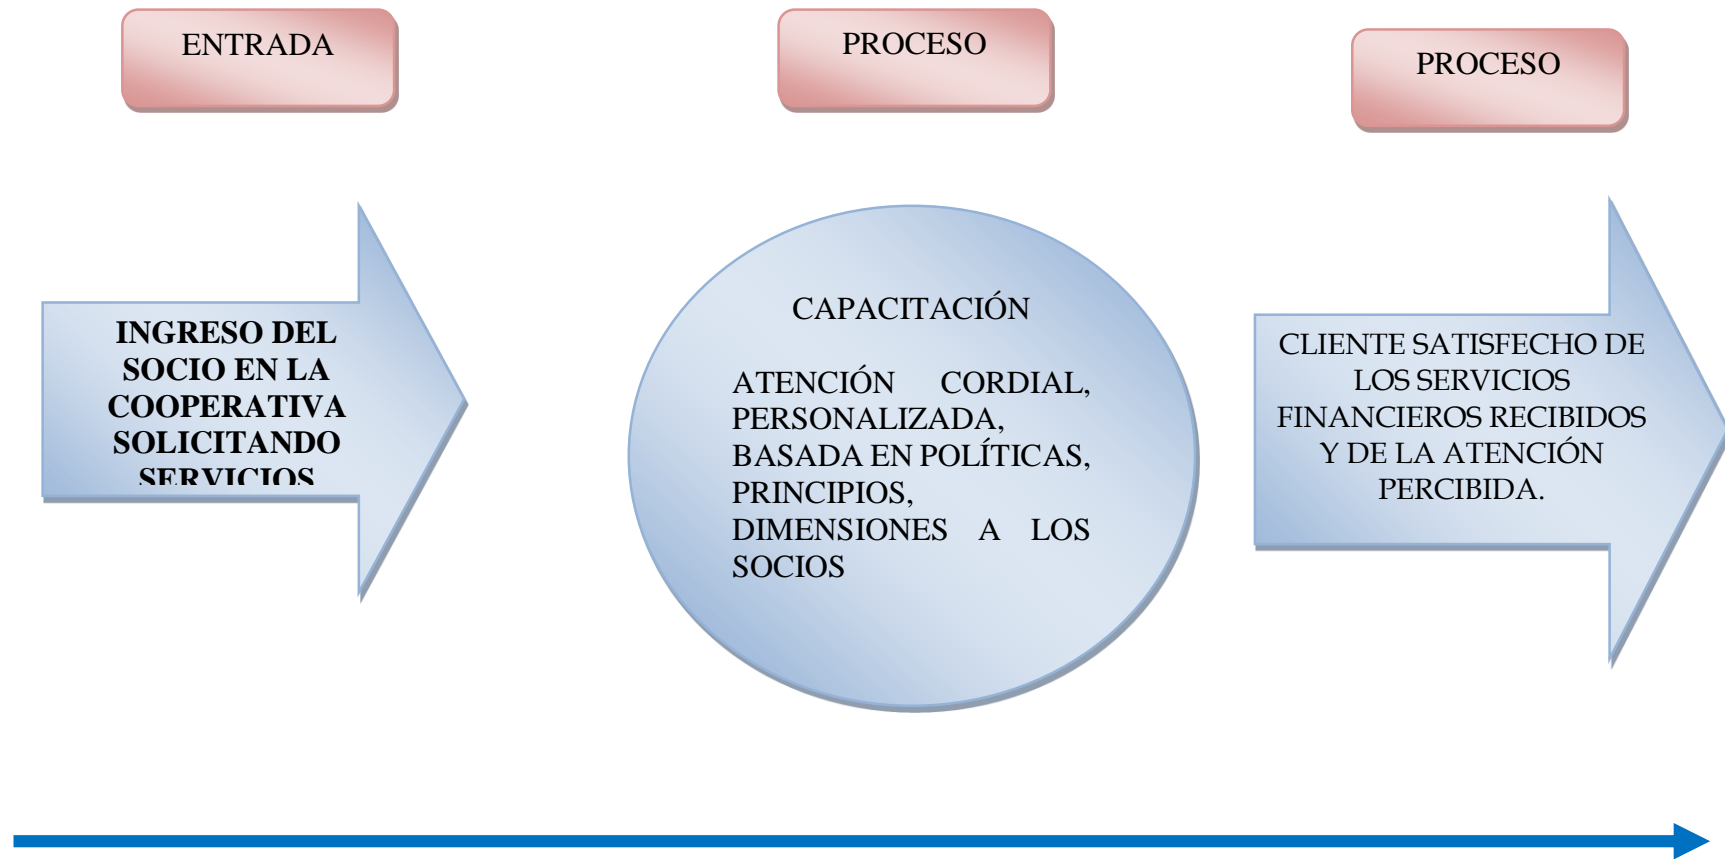 ENTRADA
PROCESO
PROCESO
INGRESO DEL
SOCIO EN LA
COOPERATIVA
SOLICITANDO
SERVICIOS
CAPACITACIÓN
ATENCIÓN CORDIAL,
PERSONALIZADA,
BASADA EN POLÍTICAS,
PRINCIPIOS,
DIMENSIONES A LOS
SOCIOS
CLIENTE SATISFECHO DE
LOS SERVICIOS
FINANCIEROS RECIBIDOS
Y DE LA ATENCIÓN
PERCIBIDA.